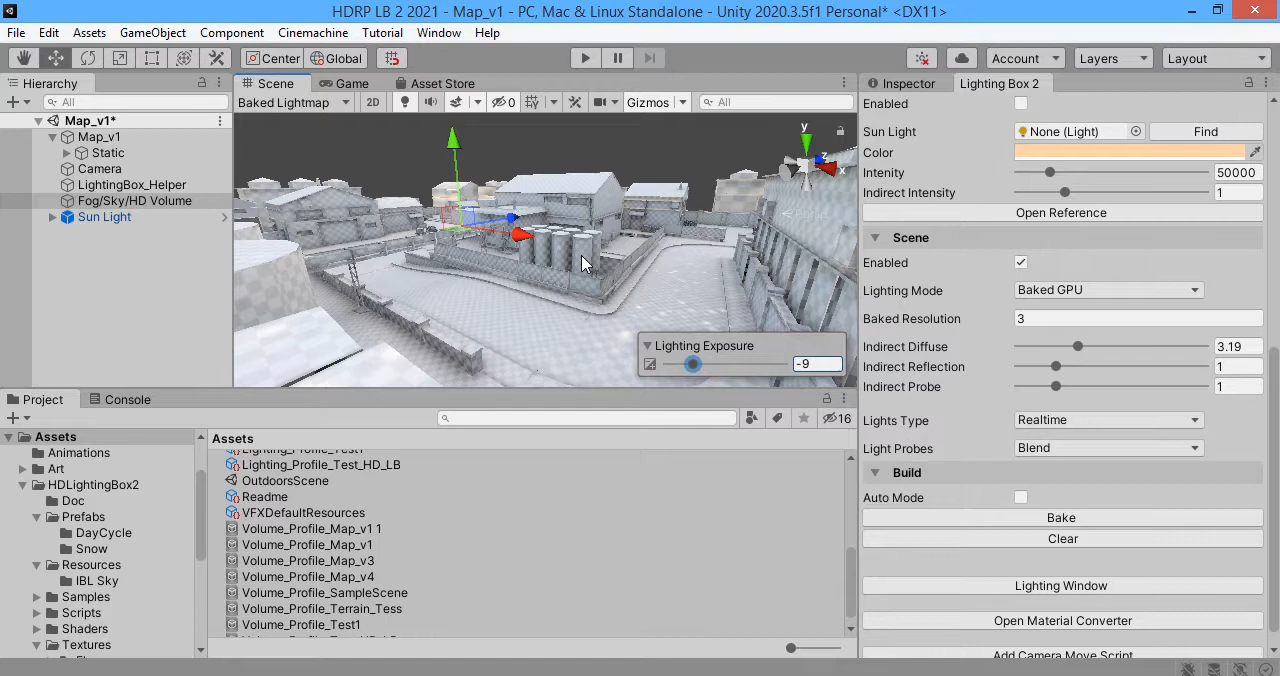 HDRP LB 2 2021 - Map_v1 - PC, Mac & Linux Standalone - Unity 2020.3.5f1 Personal* <DX11>
File Edit Assets GameObject Component Cinemachine Tutorial Window Help
Center Global Account Layers Layout
Hierarchy Scene Game Asset Store Inspector Lighting Box 2
All Baked Lightmap 2D 0 Gizmos All Enabled
Map_v1*
Map_v1
Static
Camera
LightingBox_Helper
Fog/Sky/HD Volume
Sun Light
y
z
x
Lighting Exposure
-9
Sun Light None (Light) Find
Color
Intenity 50000
Indirect Intensity 1
Open Reference
Scene
Enabled
Lighting Mode Baked GPU
Baked Resolution 3
Indirect Diffuse 3.19
Indirect Reflection 1
Indirect Probe 1
Lights Type Realtime
Light Probes Blend
Build
Auto Mode
Bake
Clear
Lighting Window
Open Material Converter
Add Camera Move Script
Project Console
16
Assets
Animations
Art
HDLightingBox2
Doc
Prefabs
DayCycle
Snow
Resources
IBL Sky
Samples
Scripts
Shaders
Textures
Assets
Lighting_Profile_Test1
Lighting_Profile_Test_HD_LB
OutdoorsScene
Readme
VFXDefaultResources
Volume_Profile_Map_v1 1
Volume_Profile_Map_v1
Volume_Profile_Map_v3
Volume_Profile_Map_v4
Volume_Profile_SampleScene
Volume_Profile_Terrain_Tess
Volume_Profile_Test1